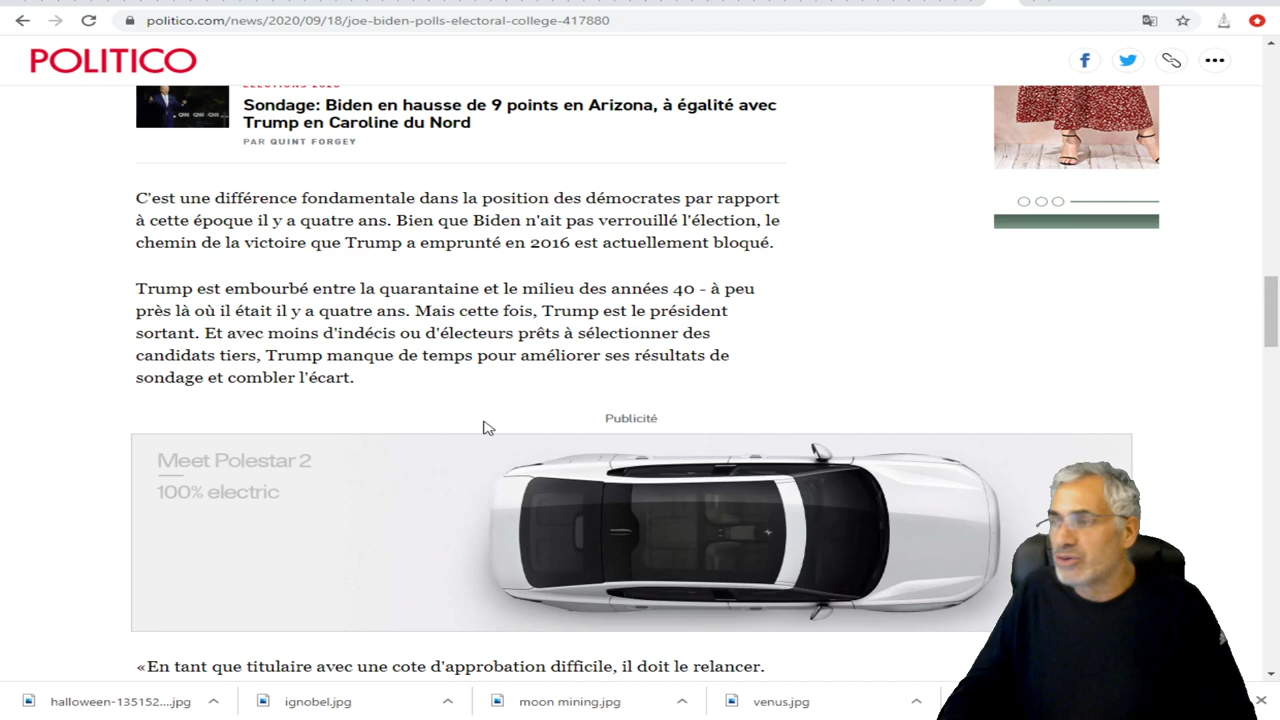 politico.com/news/2020/09/18/joe-biden-polls-electoral-college-417880
POLITICO
Sondage: Biden en hausse de 9 points en Arizona, à égalité avec
Trump en Caroline du Nord
PAR QUINT FORGEY
C'est une différence fondamentale dans la position des démocrates par rapport
à cette époque il y a quatre ans. Bien que Biden n'ait pas verrouillé l'élection, le
chemin de la victoire que Trump a emprunté en 2016 est actuellement bloqué.
Trump est embourbé entre la quarantaine et le milieu des années 40 - à peu
près là où il était il y a quatre ans. Mais cette fois, Trump est le président
sortant. Et avec moins d'indécis ou d'électeurs prêts à sélectionner des
candidats tiers, Trump manque de temps pour améliorer ses résultats de
sondage et combler l'écart.
Publicité
Meet Polestar 2
100% electric
«En tant que titulaire avec une cote d'approbation difficile, il doit le relancer.
halloween-135152....jpg
ignobel.jpg
moon mining.jpg
venus.jpg